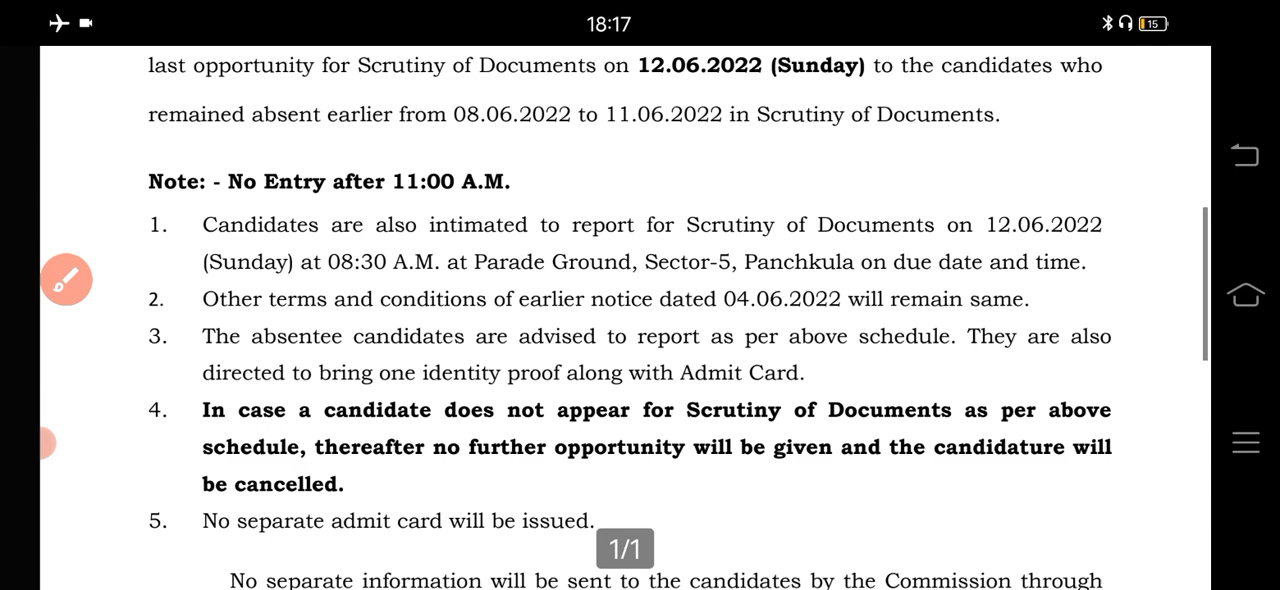 18:17
15
last opportunity for Scrutiny of Documents on 12.06.2022 (Sunday) to the candidates who
remained absent earlier from 08.06.2022 to 11.06.2022 in Scrutiny of Documents.
Note: - No Entry after 11:00 A.M.
1. Candidates are also intimated to report for Scrutiny of Documents on 12.06.2022
(Sunday) at 08:30 A.M. at Parade Ground, Sector-5, Panchkula on due date and time.
2. Other terms and conditions of earlier notice dated 04.06.2022 will remain same.
3. The absentee candidates are advised to report as per above schedule. They are also
directed to bring one identity proof along with Admit Card.
4. In case a candidate does not appear for Scrutiny of Documents as per above
schedule, thereafter no further opportunity will be given and the candidature will
be cancelled.
5. No separate admit card will be issued.
1/1
No separate information will be sent to the candidates by the Commission through